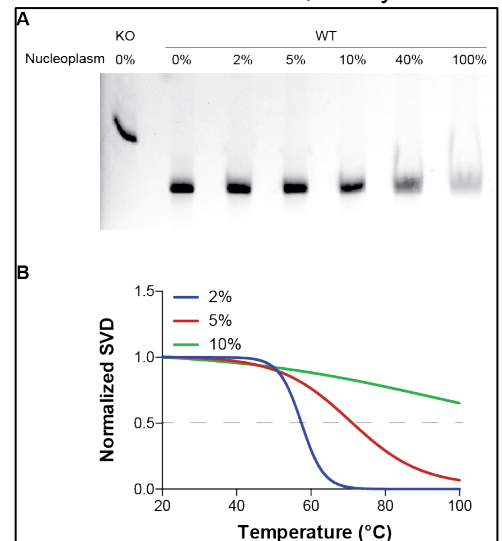 A
KO WT
Nucleoplasm 0% 0% 2% 5% 10% 40% 100%
B
1.5
1.0
0.5
0.0
2%
5%
10%
Normalized SVD
20 40 60 80 100
Temperature (°C)